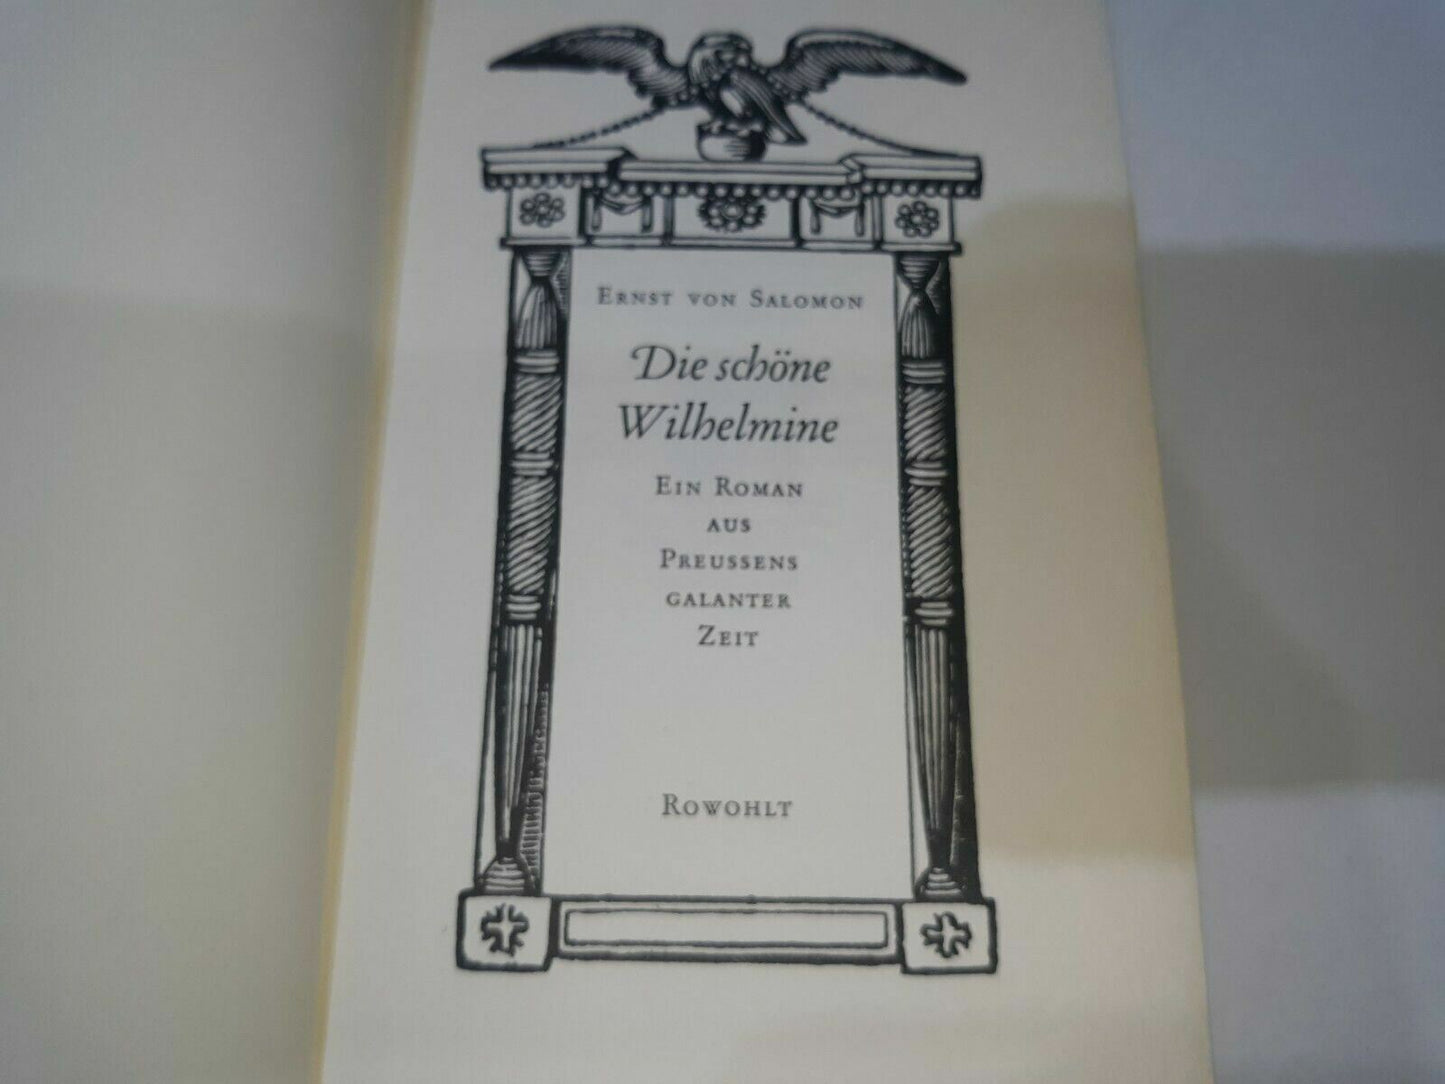 ERNST VON SALOMON
Die schöne
Wilhelmine
EIN ROMAN
AUS
PREUSSENS
GALANTER
ZEIT
ROWOHLT